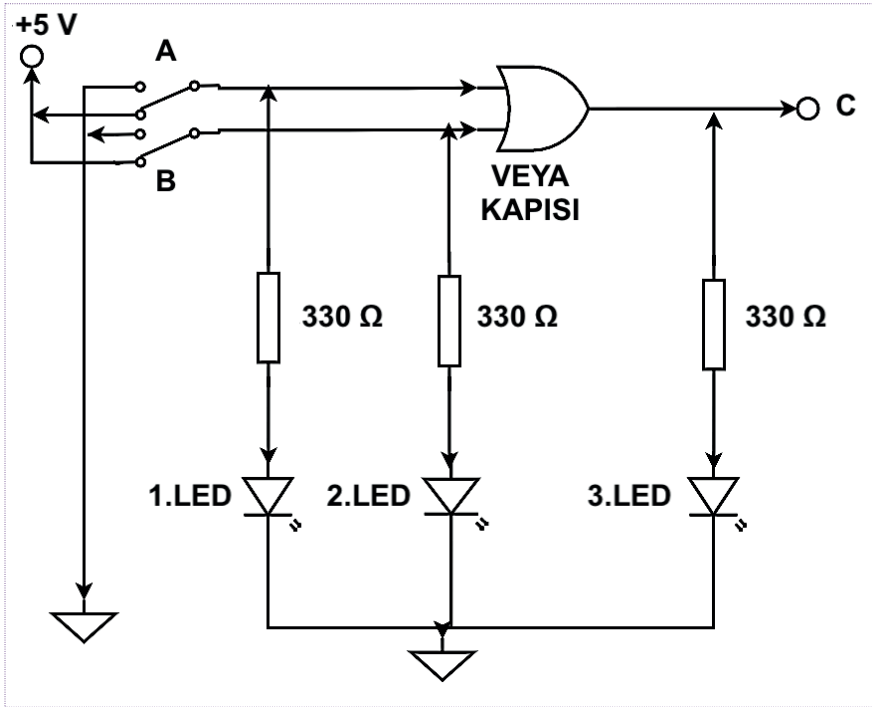 +5 V
A
B
C
VEYA
KAPISI
330 Ω
330 Ω
330 Ω
1.LED
2.LED
3.LED